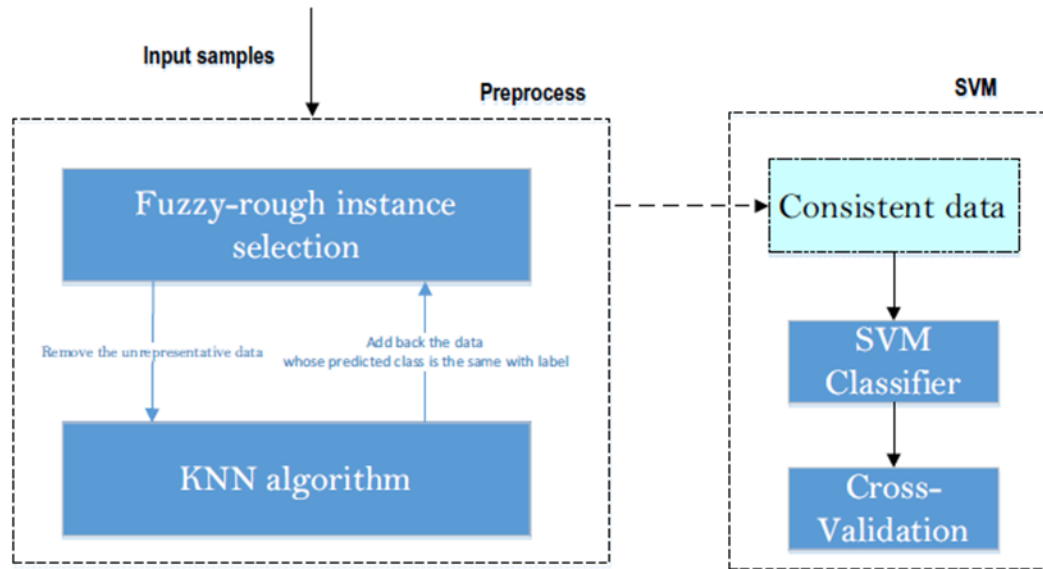 Input samples
Preprocess
Fuzzy-rough instance
selection
Remove the unrepresentative data
Add back the data
whose predicted class is the same with label
KNN algorithm
SVM
Consistent data
SVM
Classifier
Cross-
Validation